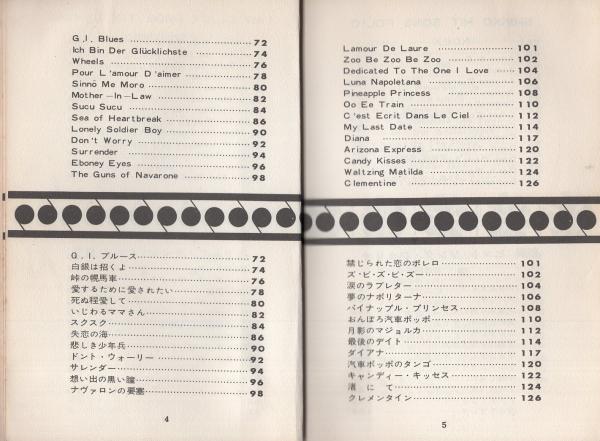 G.I. Blues 72
Ich Bin Der Glücklichste 74
Wheels 76
Pour L'amour D'aimer 78
Sinnō Me Moro 80
Mother—In—Law 82
Sucu Sucu 84
Sea of Heartbreak 86
Lonely Soldier Boy 90
Don't Worry 92
Surrender 94
Eboney Eyes 96
The Guns of Navarone 98
G.I.ブルース 72
白銀は招くよ 74
峠の幌馬車 76
愛するために愛されたい 78
死ぬ程愛して 80
いじわるママさん 82
スクスク 84
失恋の海 86
悲しき少年兵 90
ドント・ウォーリー 92
サレンダー 94
想い出の黒い瞳 96
ナヴァロンの要塞 98
4
Lamour De Laure 101
Zoo Be Zoo Be Zoo 102
Dedicated To The One I Love 104
Luna Napoletana 106
Pineapple Princess 108
Oo Ee Train 110
C'est Ecrit Dans Le Ciel 112
My Last Date 114
Diana 117
Arizona Express 120
Candy Kisses 122
Waltzing Matilda 124
Clementine 126
禁じられた恋のボレロ 101
ズ・ビ・ズ・ビ・ズー 102
涙のラブレター 104
夢のナポリターナ 106
パイナップル・プリンセス 108
おんぼろ汽車ポッポ 110
月影のマジョルカ 112
最後のデイト 114
ダイアナ 117
汽車ポッポのタンゴ 120
キャンディー・キッセス 122
渚にて 124
クレメンタイン 126
5